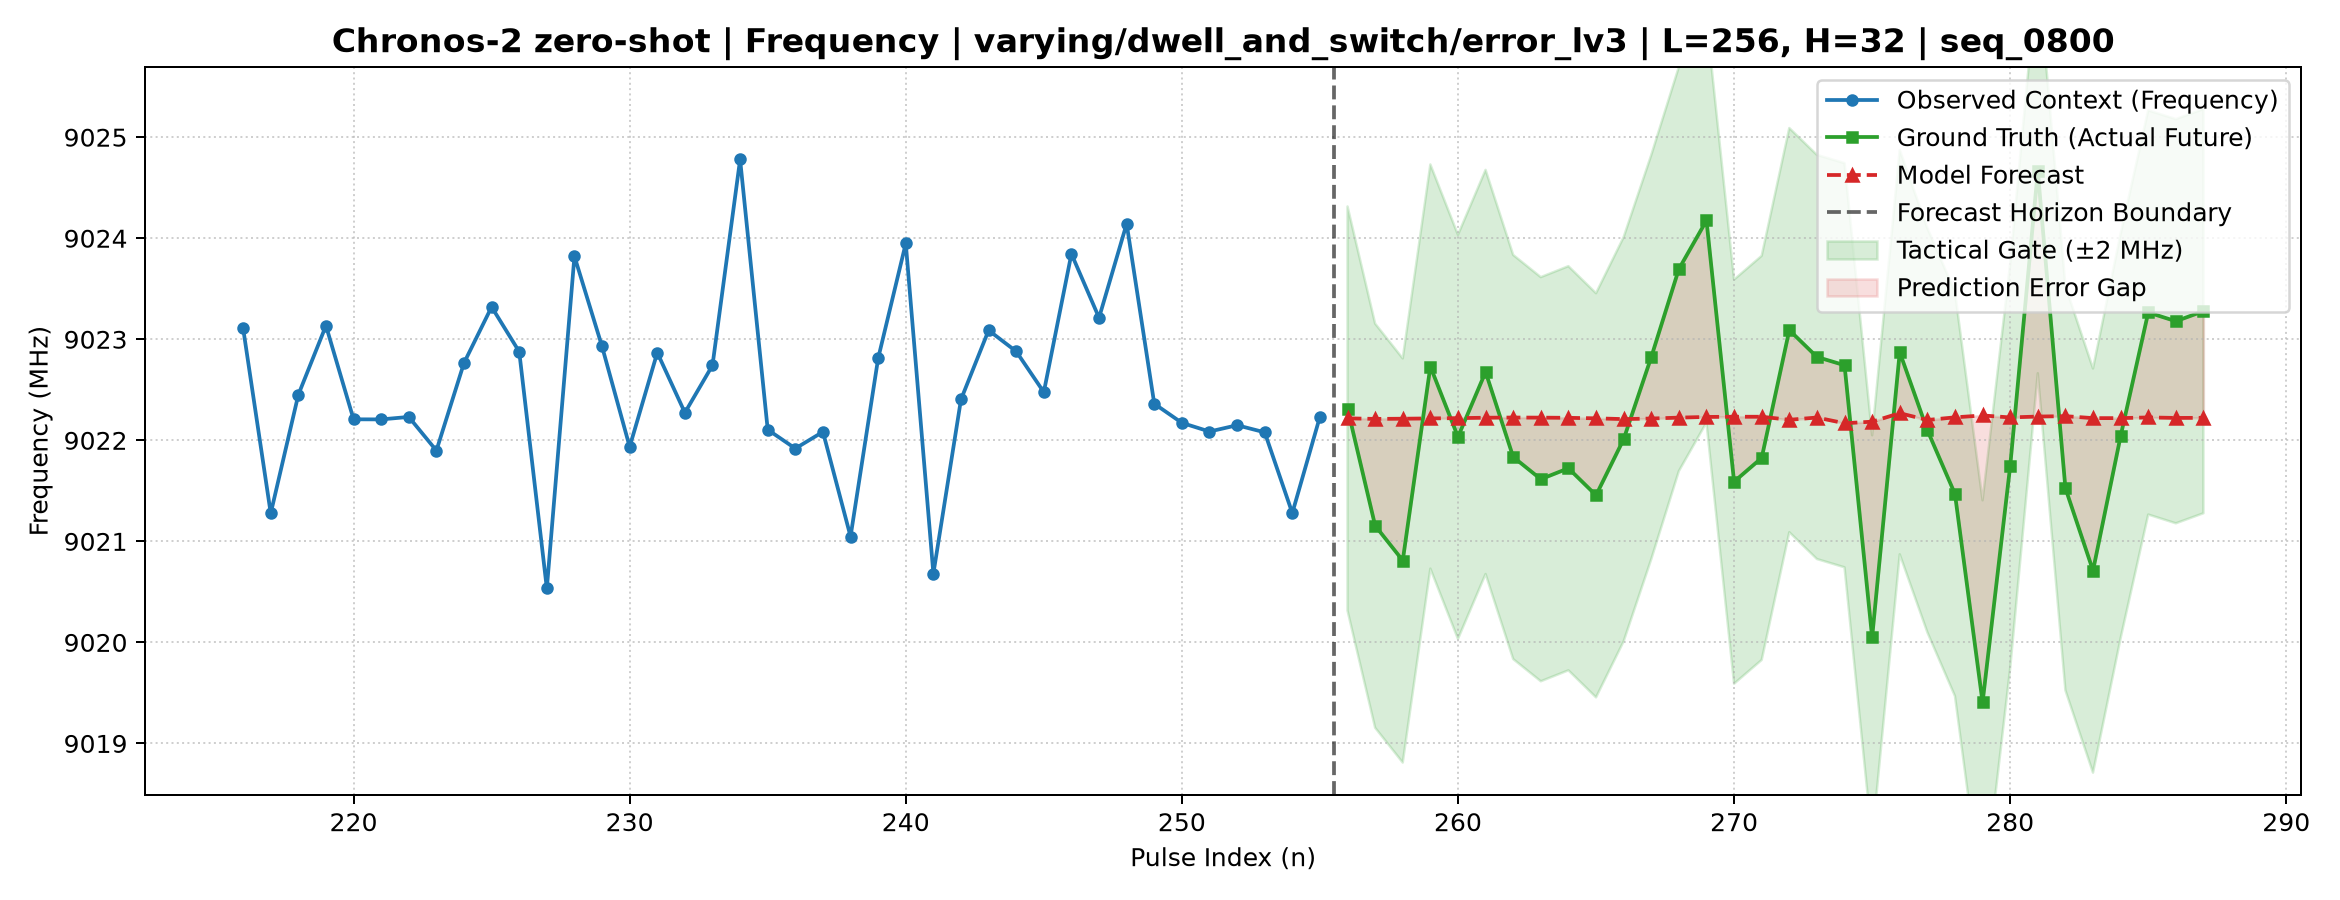 Chronos-2 zero-shot | Frequency | varying/dwell_and_switch/error_lv3 | L=256, H=32 | seq_0800
Observed Context (Frequency)
Ground Truth (Actual Future)
Model Forecast
Forecast Horizon Boundary
Tactical Gate (±2 MHz)
Prediction Error Gap
Frequency (MHz)
9025
9024
9023
9022
9021
9020
9019
220 230 240 250 260 270 280 290
Pulse Index (n)